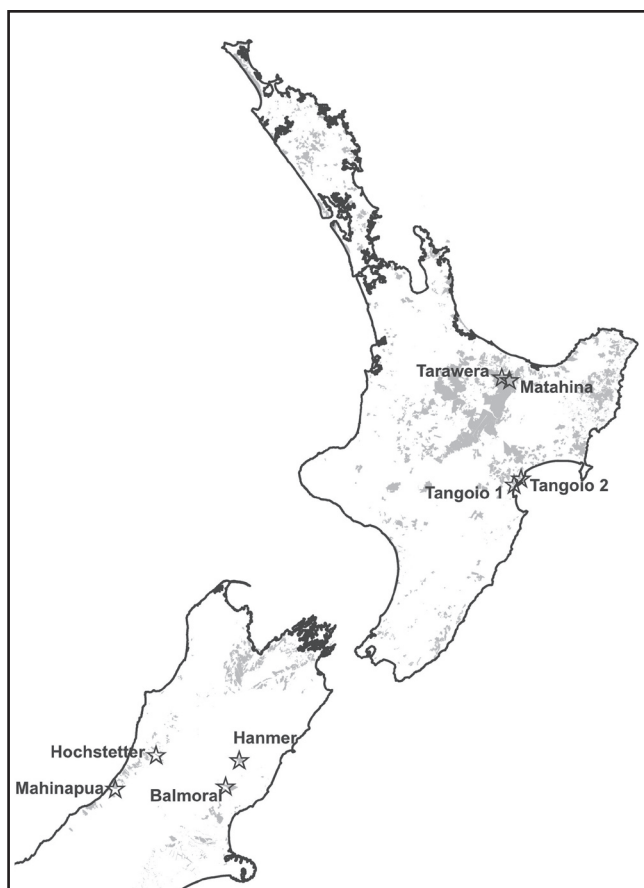 Tarawera
Matahina
Tangoio 1
Tangoio 2
Hochstetter
Hanmer
Mahinapua
Balmoral